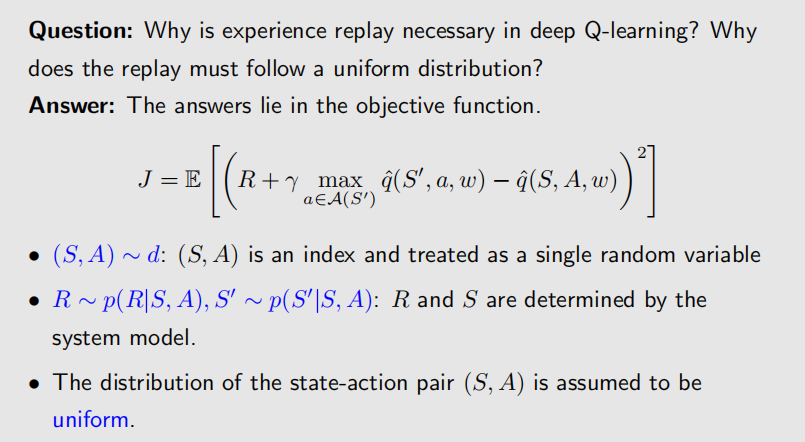 Question: Why is experience replay necessary in deep Q-learning? Why
does the replay must follow a uniform distribution?
Answer: The answers lie in the objective function.
J = 𝔼[(R + γ max_{a∈𝒜(S′)} q̂(S′, a, w) − q̂(S, A, w))²]
• (S, A) ∼ d: (S, A) is an index and treated as a single random variable
• R ∼ p(R|S, A), S′ ∼ p(S′|S, A): R and S are determined by the
system model.
• The distribution of the state-action pair (S, A) is assumed to be
uniform.